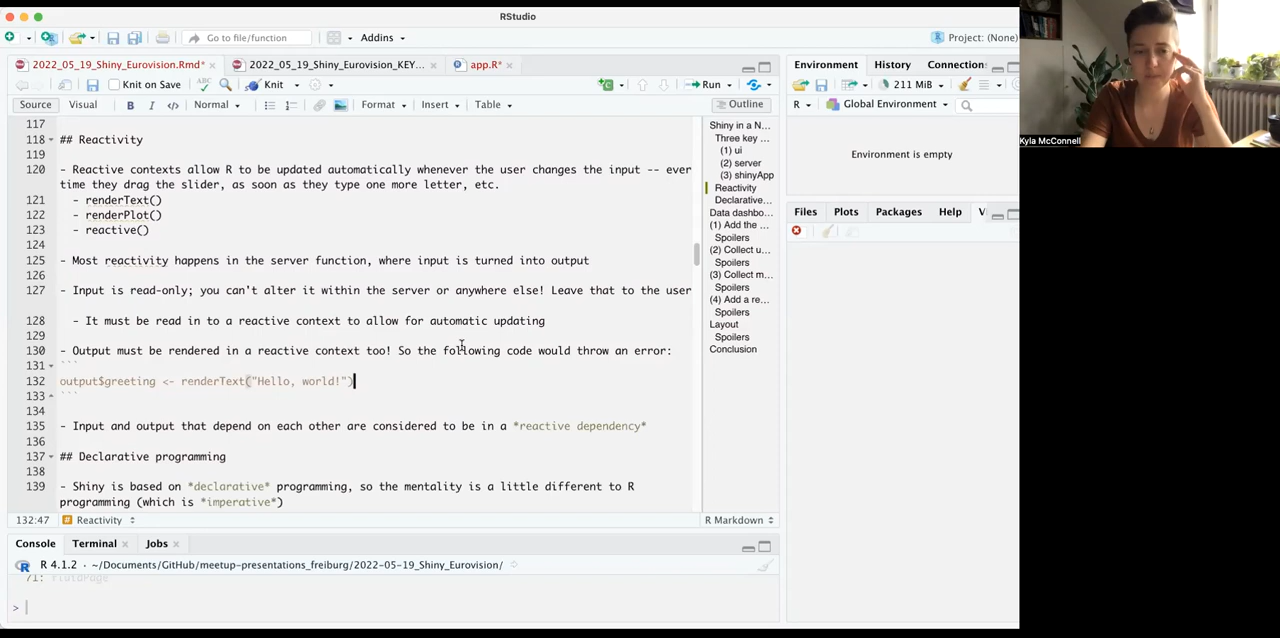 RStudio
Go to file/function
Addins
Project: (None)
2022_05_19_Shiny_Eurovision.Rmd*
2022_05_19_Shiny_Eurovision_KEY...
app.R*
Knit on Save
ABC
Knit
Run
Source
Visual
B
I
</>
Normal
Format
Insert
Table
Outline
117
118 ## Reactivity
119
120 - Reactive contexts allow R to be updated automatically whenever the user changes the input -- ever
time they drag the slider, as soon as they type one more letter, etc.
121 - renderText()
122 - renderPlot()
123 - reactive()
124
125 - Most reactivity happens in the server function, where input is turned into output
126
127 - Input is read-only; you can't alter it within the server or anywhere else! Leave that to the user
128 - It must be read in to a reactive context to allow for automatic updating
129
130 - Output must be rendered in a reactive context too! So the following code would throw an error:
131 ```
132 output$greeting <- renderText("Hello, world!")
133 ```
134
135 - Input and output that depend on each other are considered to be in a *reactive dependency*
136
137 ## Declarative programming
138
139 - Shiny is based on *declarative* programming, so the mentality is a little different to R
programming (which is *imperative*)
Shiny in a N...
Three key ...
(1) ui
(2) server
(3) shinyApp
Reactivity
Declarative...
Data dashbo...
(1) Add the ...
Spoilers
(2) Collect u...
Spoilers
(3) Collect m...
Spoilers
(4) Add a re...
Spoilers
Layout
Spoilers
Conclusion
132:47
Reactivity
R Markdown
Console
Terminal
Jobs
R 4.1.2 · ~/Documents/GitHub/meetup-presentations_freiburg/2022-05-19_Shiny_Eurovision/
71: fluidPage
>
Environment
History
Connection
211 MiB
R
Global Environment
Environment is empty
Files
Plots
Packages
Help
Kyla McConnell